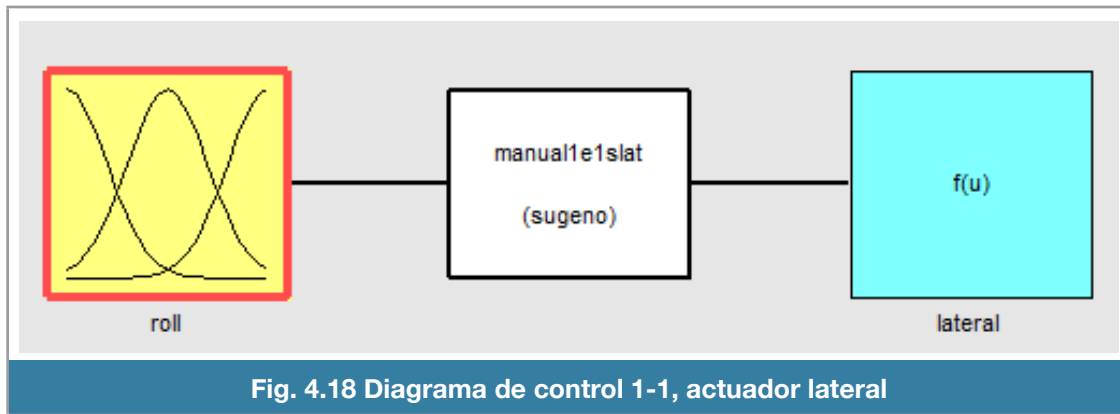 manual1e1slat
(sugeno)
f(u)
roll
lateral
Fig. 4.18 Diagrama de control 1-1, actuador lateral